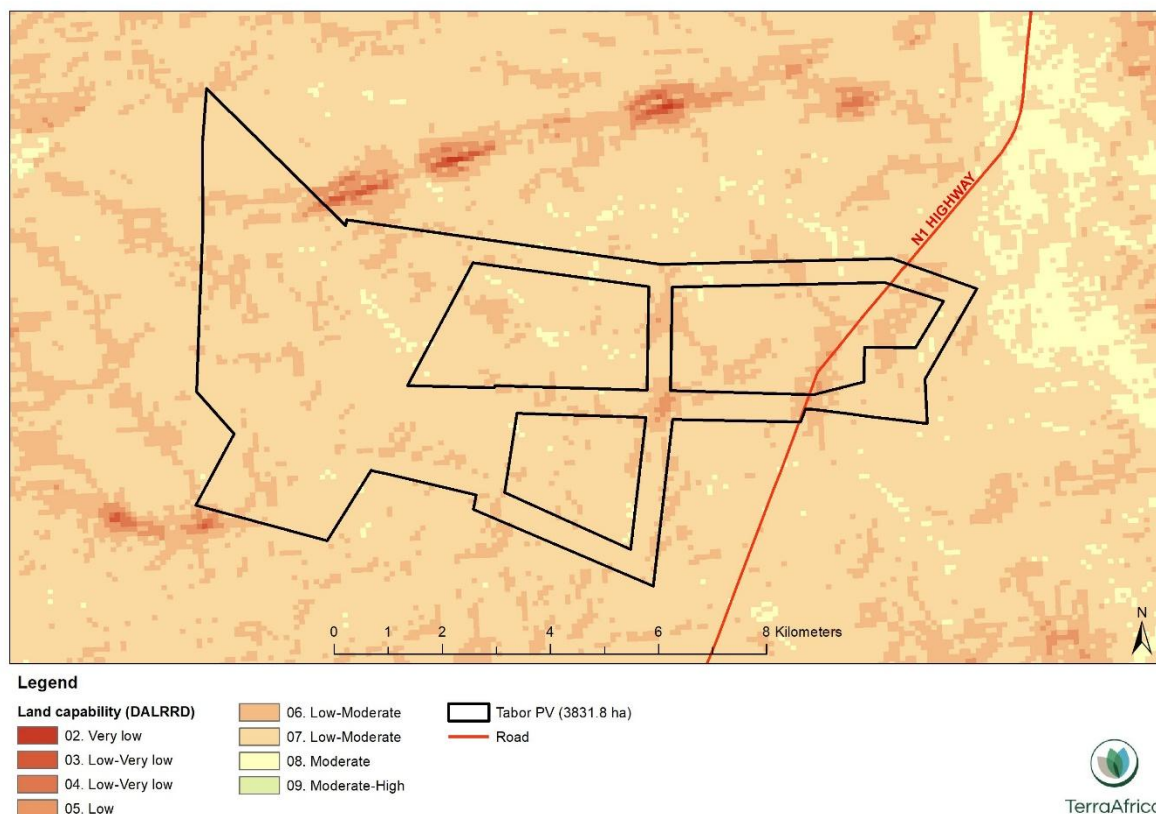 N1 HIGHWAY
N
0 2 4 6 8 Kilometers
Legend
Land capability (DALRRD)
02. Very low
03. Low-Very low
04. Low-Very low
05. Low
06. Low-Moderate
07. Low-Moderate
08. Moderate
09. Moderate-High
Tabor PV (3831.8 ha)
Road
TerraAfrica